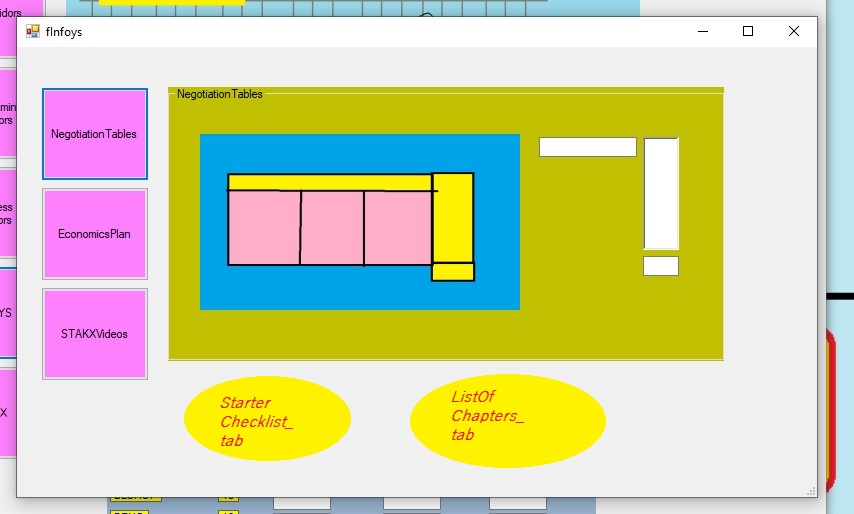 idors
fInfoys
NegotiationTables
min
ors
NegotiationTables
ess
ors
EconomicsPlan
YS
STAKXVideos
X
Starter
Checklist_
tab
ListOf
Chapters_
tab